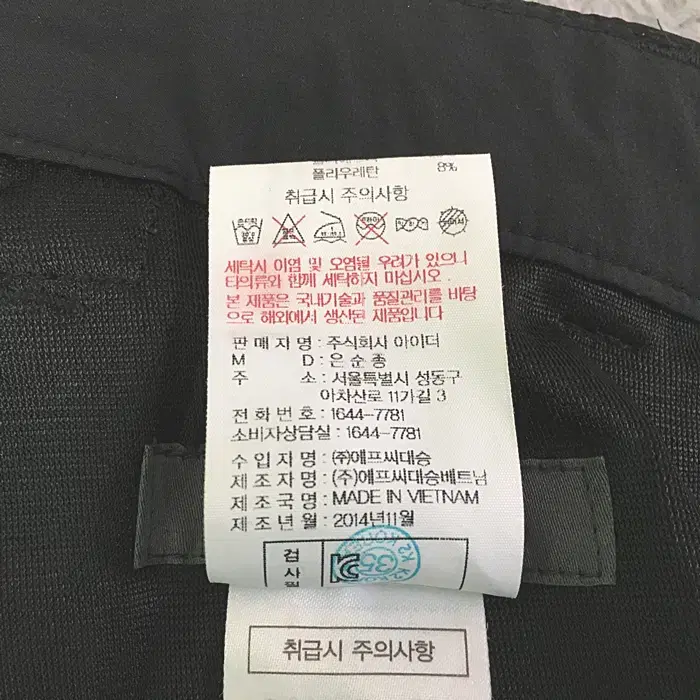 폴리우레탄 8%
취급시 주의사항
세탁시 이염 및 오염될 우려가 있으니
타의류와 함께 세탁하지 마십시오.
본 제품은 국내기술과 품질관리를 바탕
으로 해외에서 생산된 제품입니다
판매자명 : 주식회사 아이더
M D : 은순종
주 소 : 서울특별시 성동구
아차산로 11가길 3
전화번호 : 1644-7781
소비자상담실 : 1644-7781
수입자명 : (주)에프씨대승
제조자명 : (주)에프씨대승베트남
제조국명 : MADE IN VIETNAM
제조년월 : 2014년11월
검사필
K2 KOREA
35
취급시 주의사항